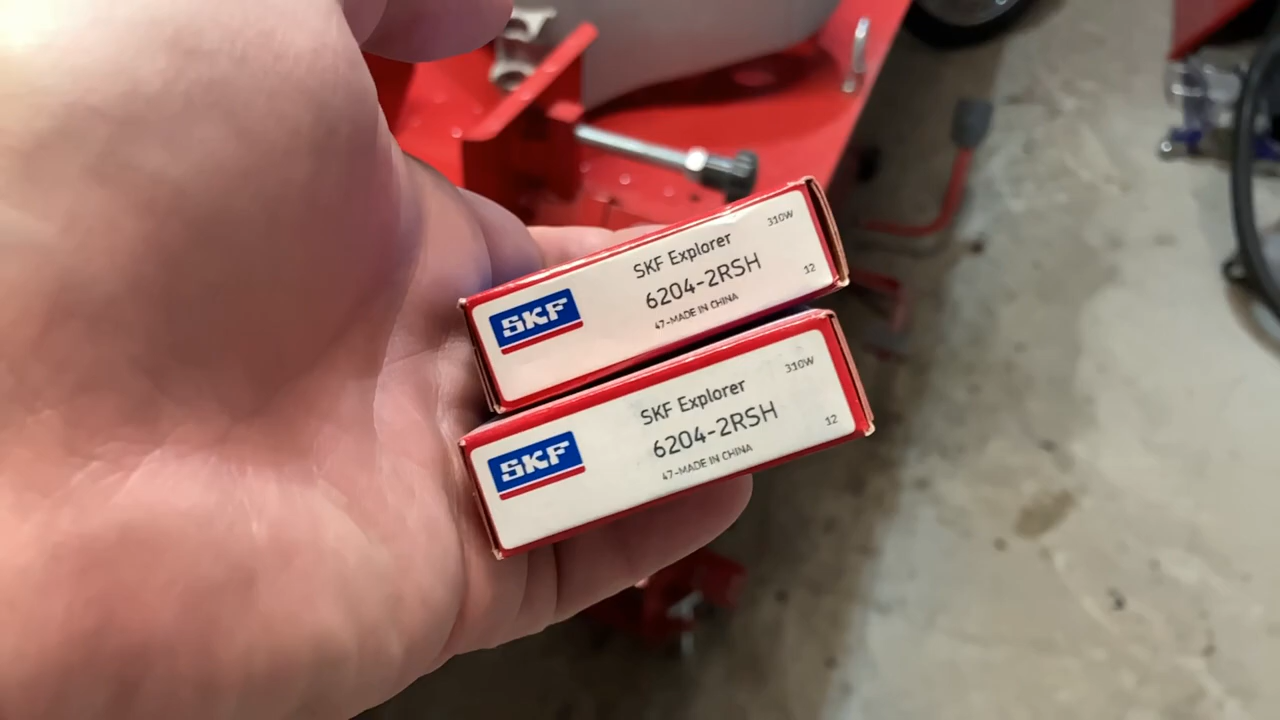 310W
SKF Explorer
6204-2RSH
12
47-MADE IN CHINA
SKF
310W
SKF Explorer
6204-2RSH
12
47-MADE IN CHINA
SKF